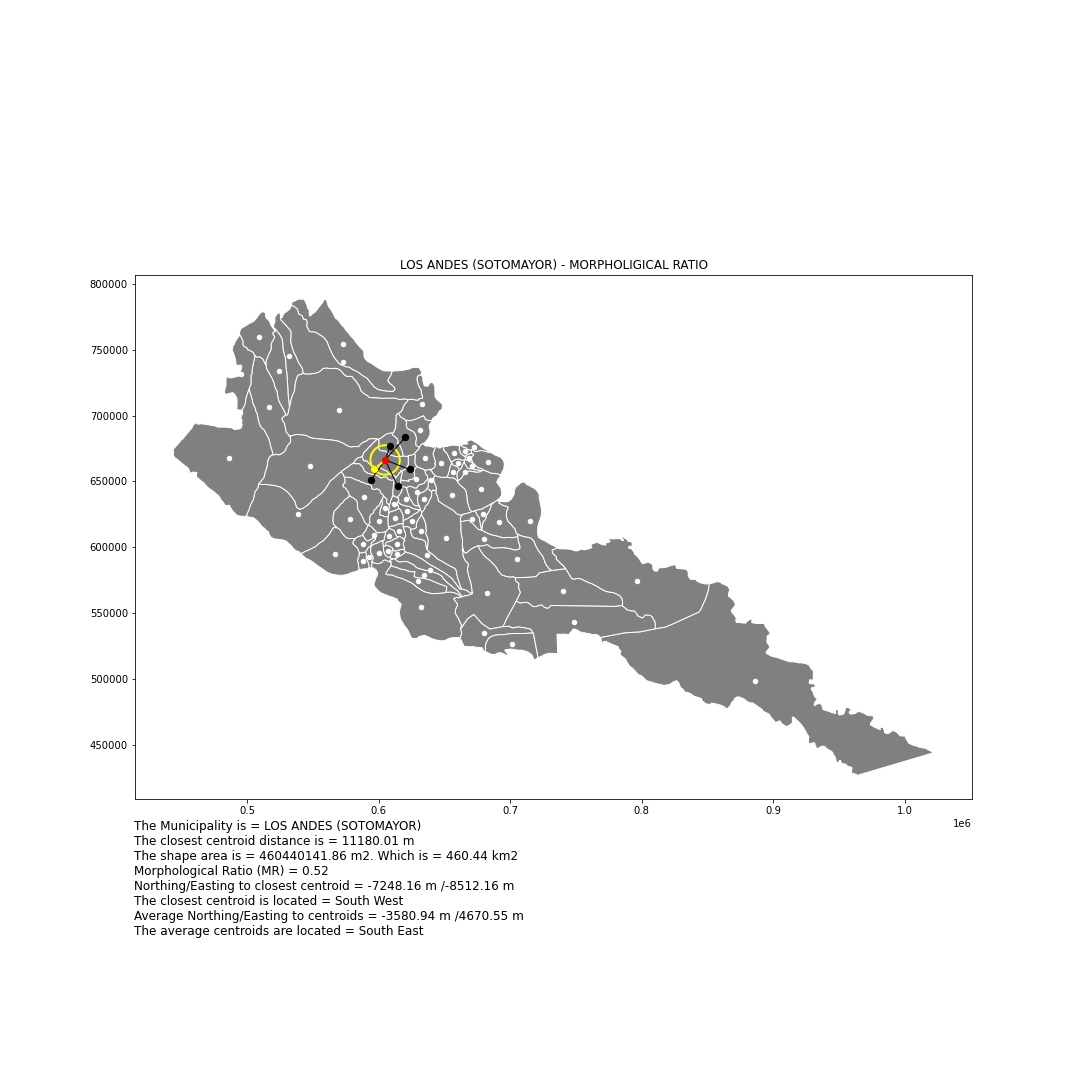 LOS ANDES (SOTOMAYOR) - MORPHOLIGICAL RATIO
800000
750000
700000
650000
600000
550000
500000
450000
0.5 0.6 0.7 0.8 0.9 1.0
1e6
The Municipality is = LOS ANDES (SOTOMAYOR)
The closest centroid distance is = 11180.01 m
The shape area is = 460440141.86 m2. Which is = 460.44 km2
Morphological Ratio (MR) = 0.52
Northing/Easting to closest centroid = -7248.16 m /-8512.16 m
The closest centroid is located = South West
Average Northing/Easting to centroids = -3580.94 m /4670.55 m
The average centroids are located = South East